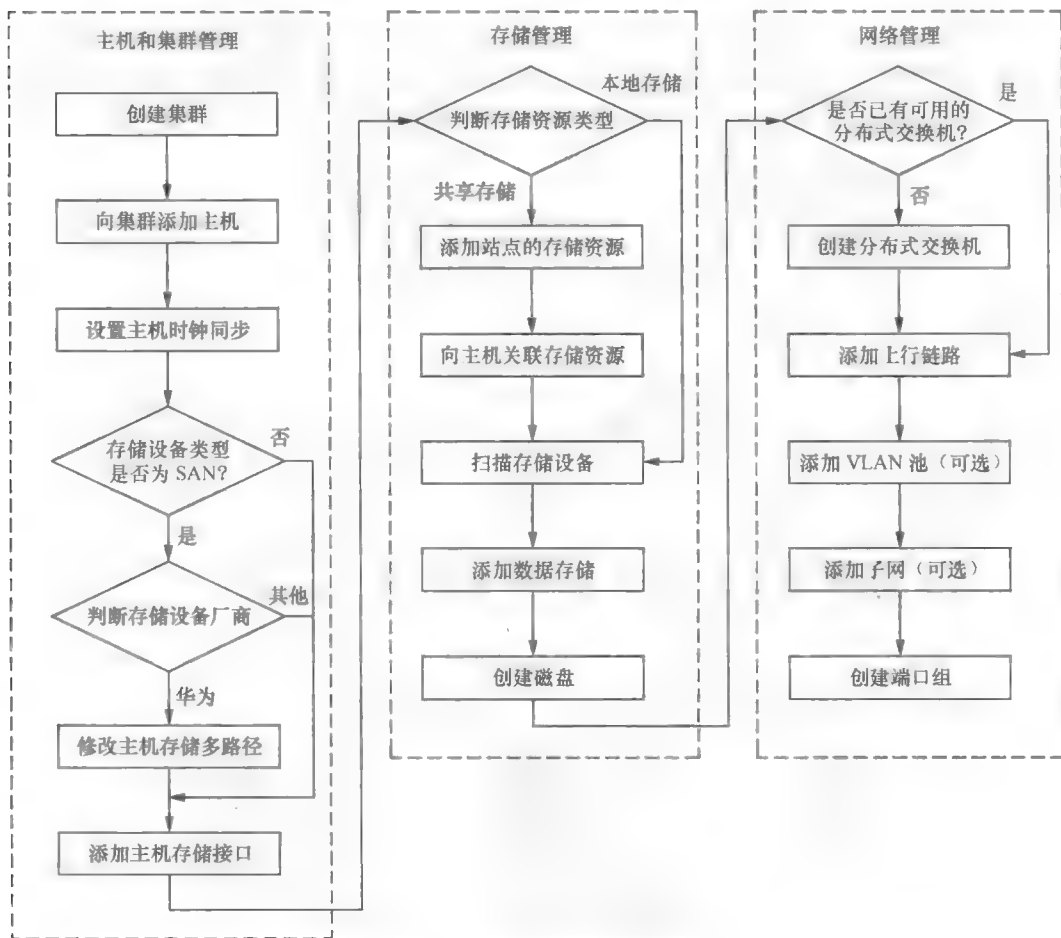 主机和集群管理
创建集群
向集群添加主机
设置主机时钟同步
存储设备类型
是否为 SAN?
否
是
判断存储设备厂商
其他
华为
修改主机存储多路径
添加主机存储接口
存储管理
本地存储
判断存储资源类型
共享存储
添加站点的存储资源
向主机关联存储资源
扫描存储设备
添加数据存储
创建磁盘
网络管理
是否已有可用的
分布式交换机?
是
否
创建分布式交换机
添加上行链路
添加 VLAN 池（可选）
添加子网（可选）
创建端口组